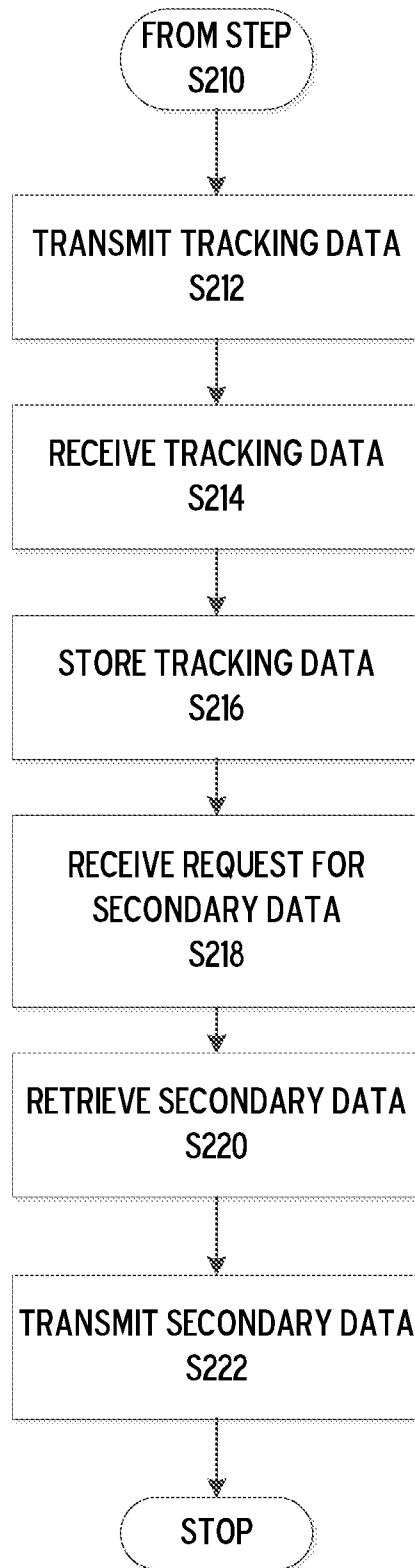 FROM STEP
S210
TRANSMIT TRACKING DATA
S212
RECEIVE TRACKING DATA
S214
STORE TRACKING DATA
S216
RECEIVE REQUEST FOR
SECONDARY DATA
S218
RETRIEVE SECONDARY DATA
S220
TRANSMIT SECONDARY DATA
S222
STOP